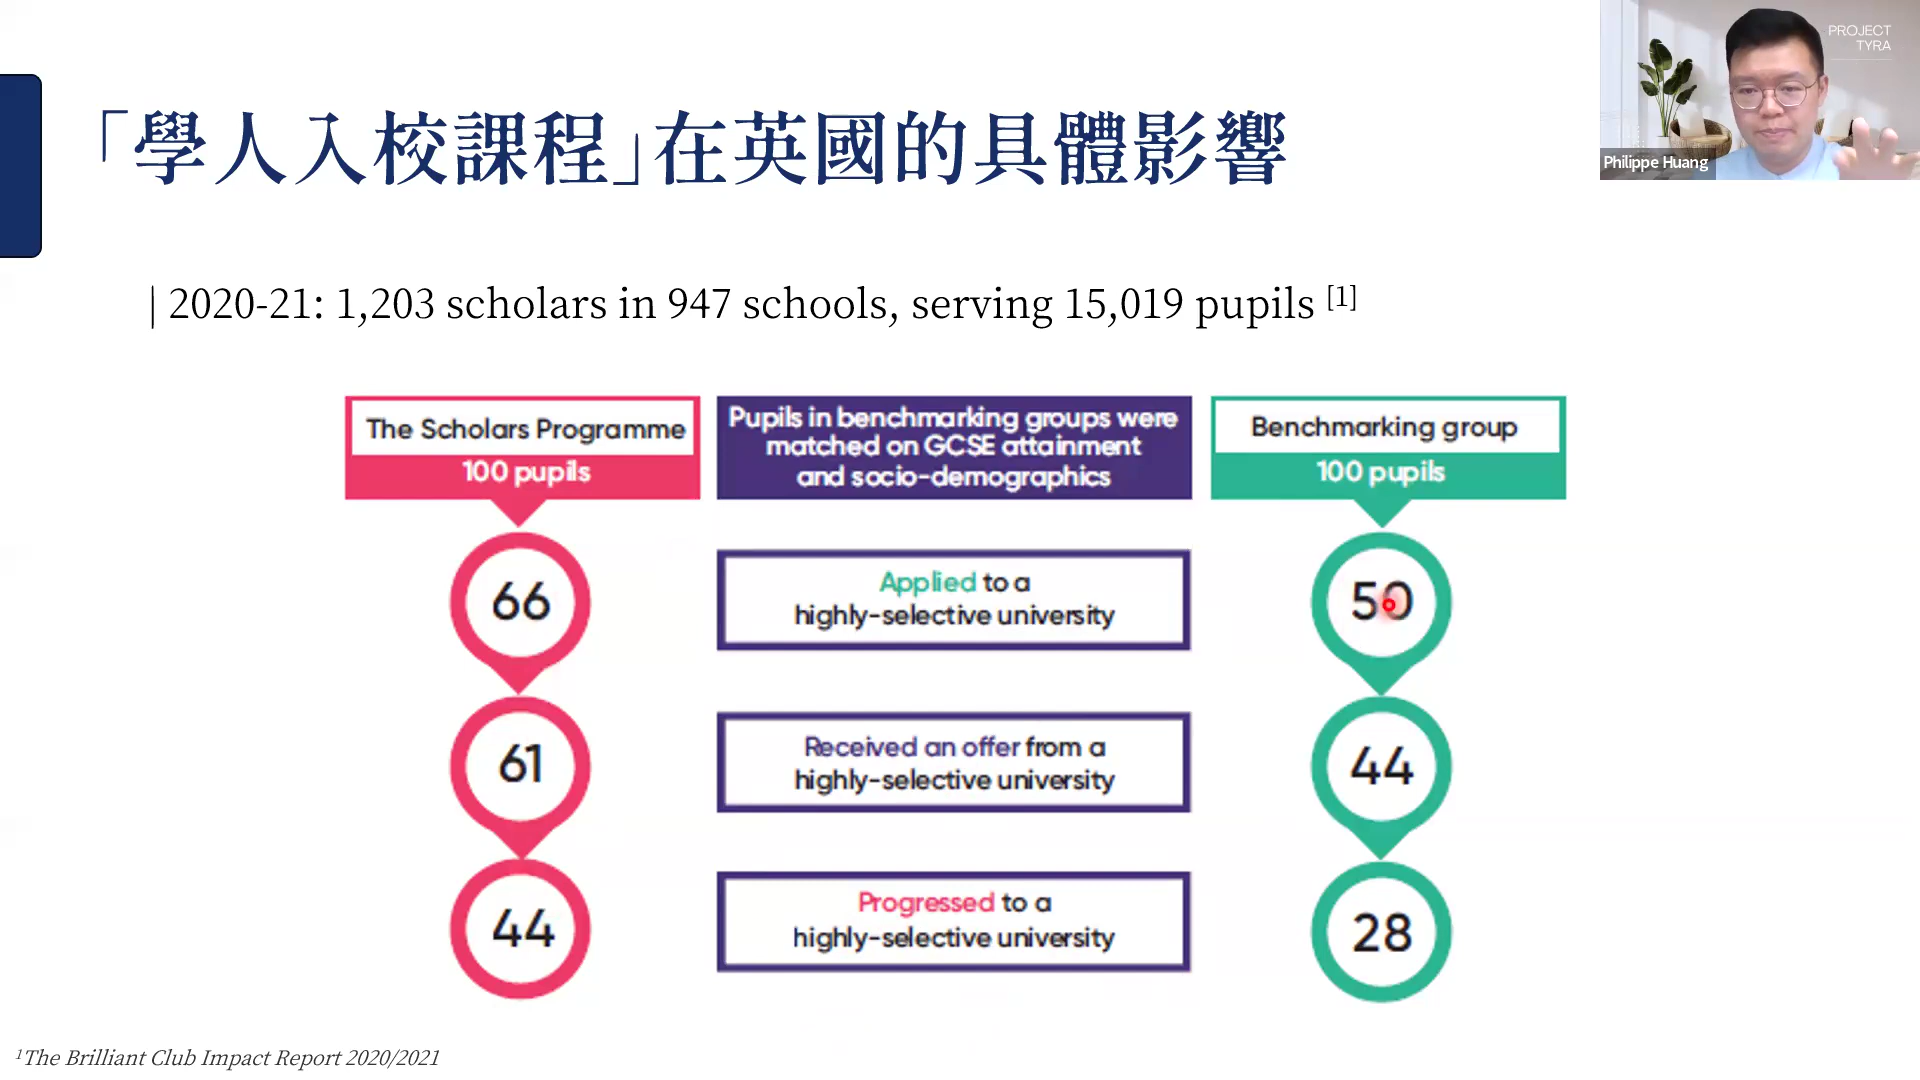 PROJECT
TYRA
Philippe Huang
「學人入校課程」在英國的具體影響
| 2020-21: 1,203 scholars in 947 schools, serving 15,019 pupils [1]
The Scholars Programme
100 pupils
Pupils in benchmarking groups were
matched on GCSE attainment
and socio-demographics
Benchmarking group
100 pupils
66
Applied to a
highly-selective university
50
61
Received an offer from a
highly-selective university
44
44
Progressed to a
highly-selective university
28
¹The Brilliant Club Impact Report 2020/2021